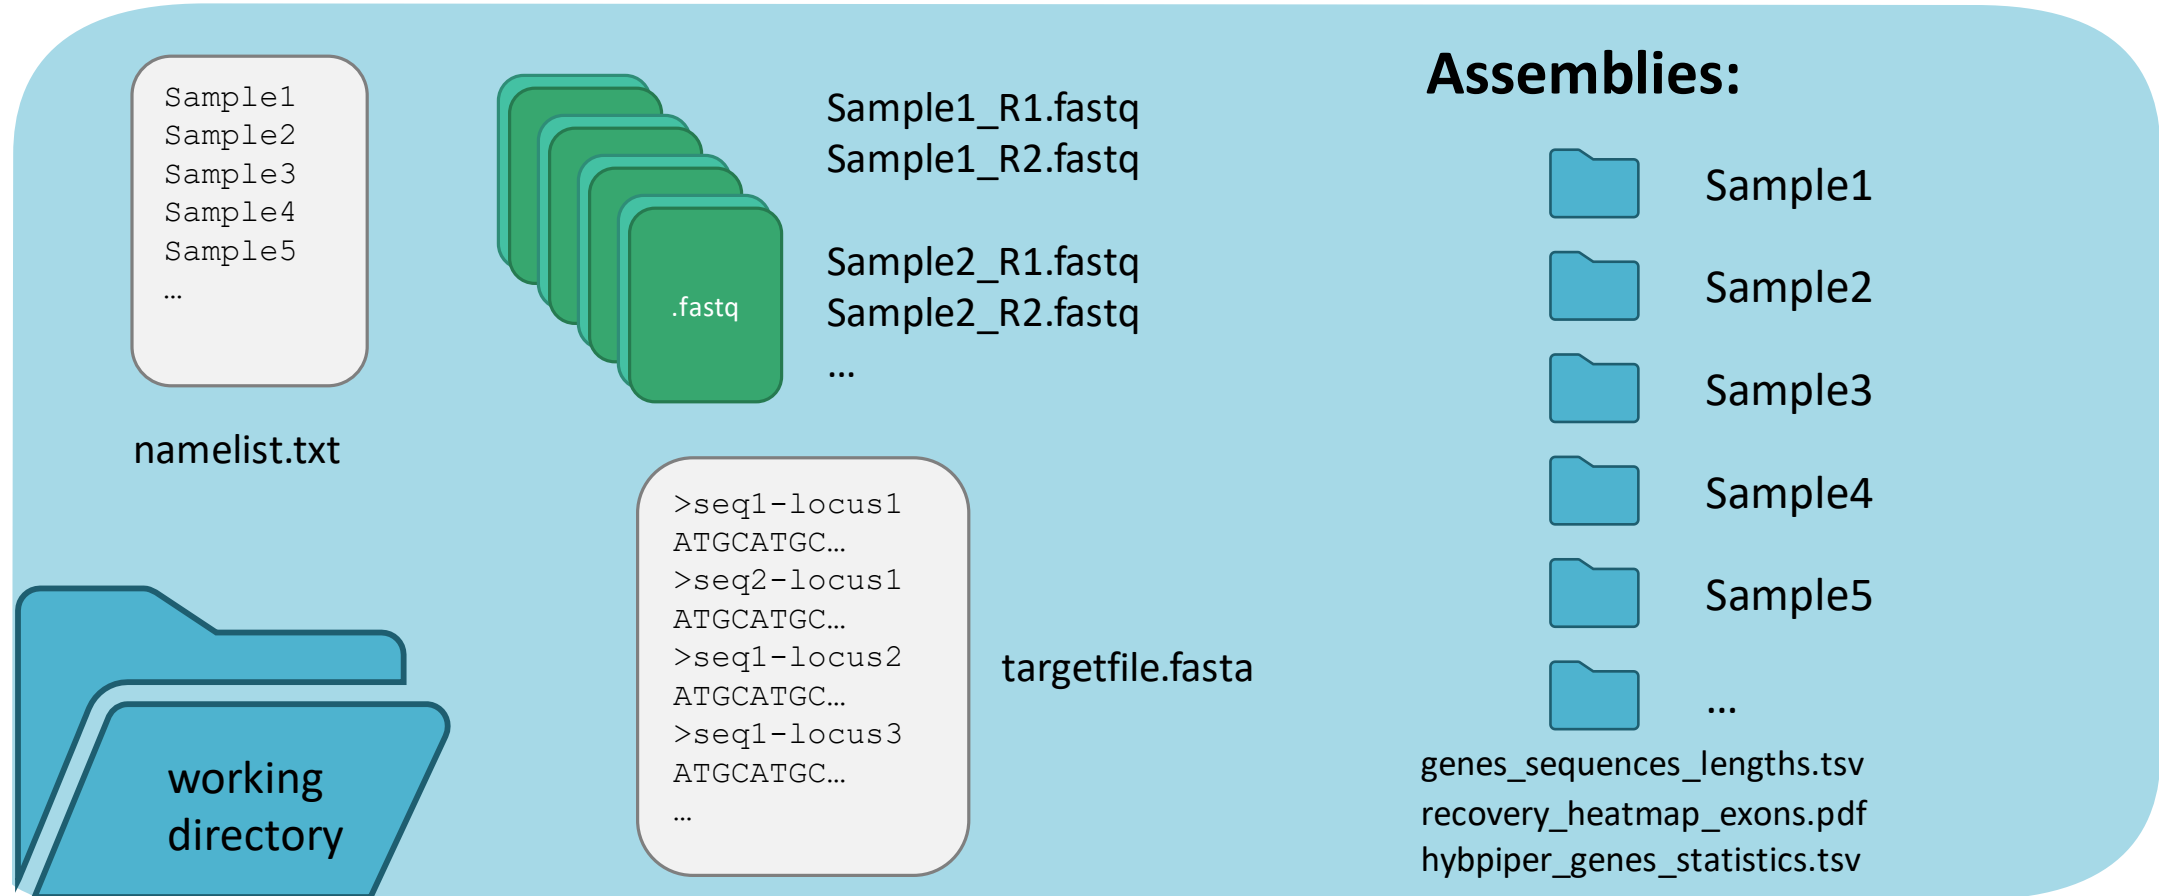 Sample1
Sample2
Sample3
Sample4
Sample5
…
namelist.txt
.fastq
Sample1_R1.fastq
Sample1_R2.fastq
Sample2_R1.fastq
Sample2_R2.fastq
…
>seq1-locus1
ATGCATGC…
>seq2-locus1
ATGCATGC…
>seq1-locus2
ATGCATGC…
>seq1-locus3
ATGCATGC…
…
targetfile.fasta
working
directory
Assemblies:
Sample1
Sample2
Sample3
Sample4
Sample5
…
genes_sequences_lengths.tsv
recovery_heatmap_exons.pdf
hybpiper_genes_statistics.tsv